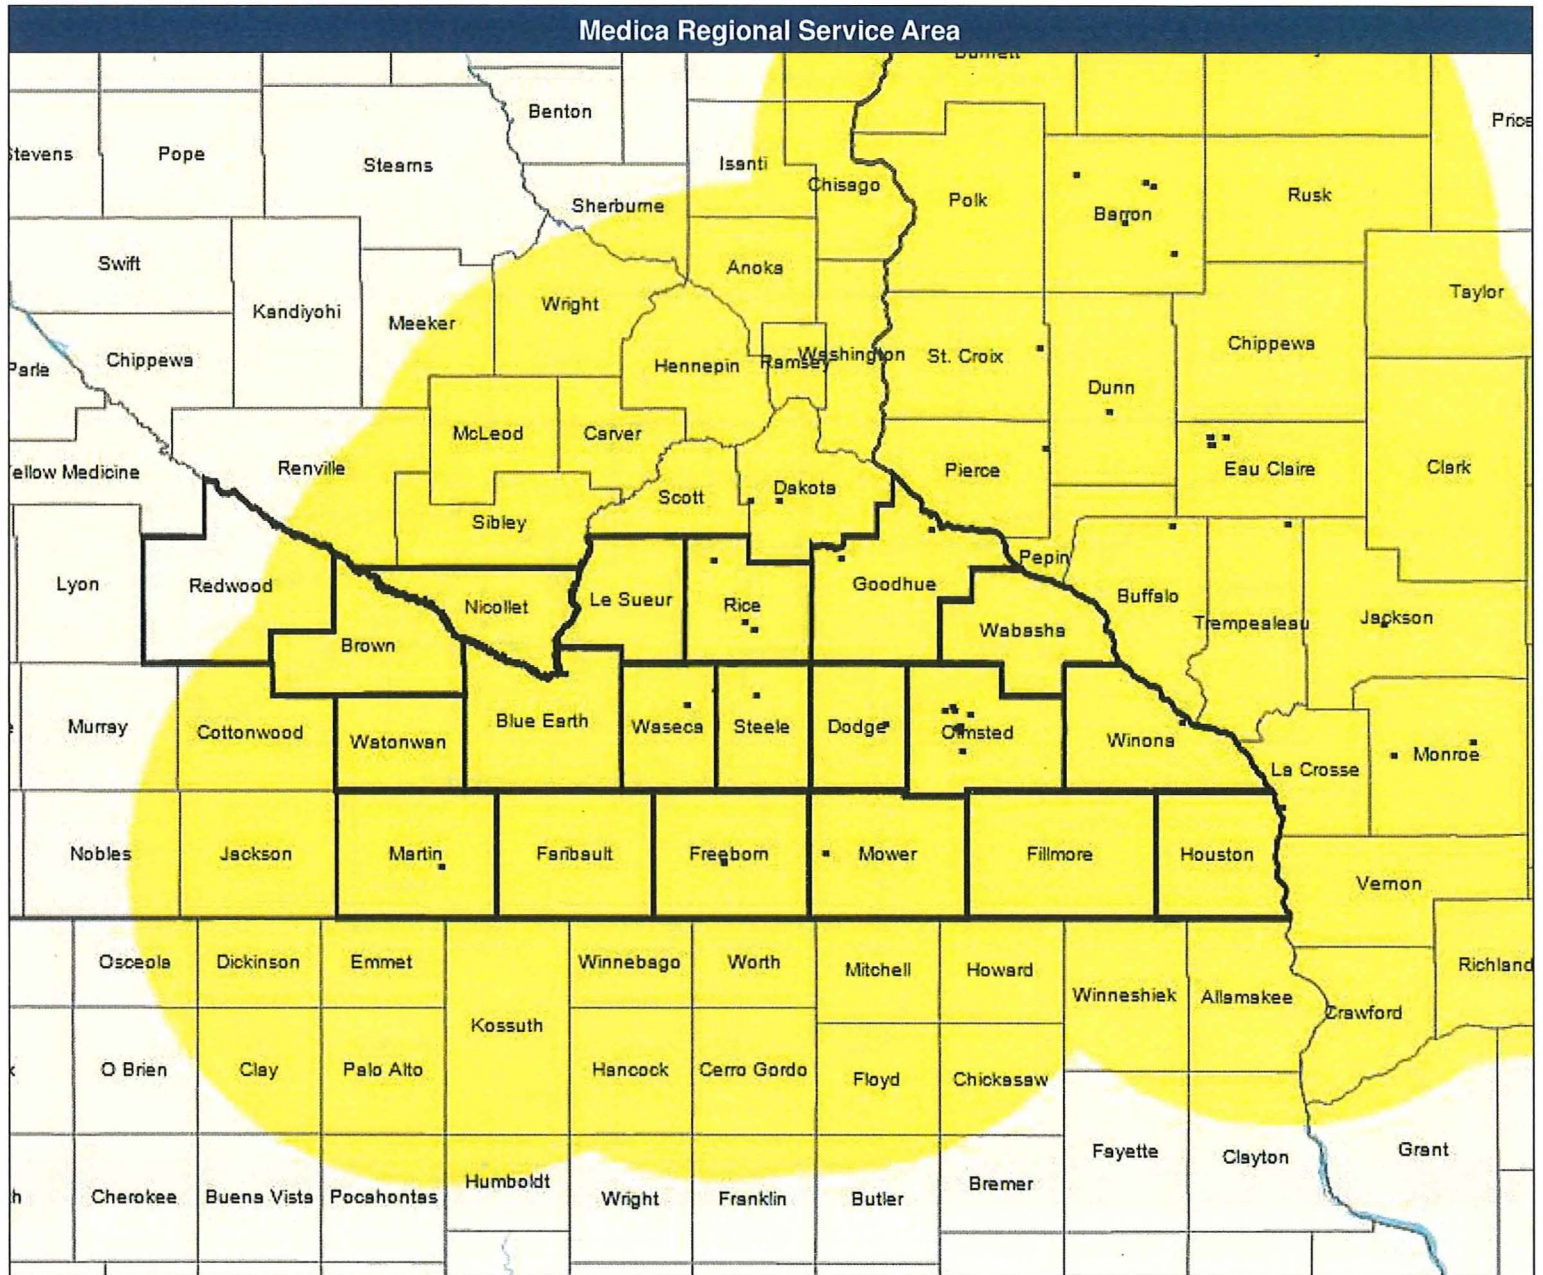 Medica Regional Service Area
Burnett
Benton
Price
Stevens
Pope
Stearns
Isanti
Chisago
Polk
Barron
Rusk
Sherburne
Swift
Anoka
Taylor
Kandiyohi
Meeker
Wright
Chippewa
Parle
Hennepin
Ramsey
Washington
St. Croix
Dunn
Chippewa
McLeod
Carver
Yellow Medicine
Renville
Scott
Dakota
Pierce
Eau Claire
Clark
Sibley
Lyon
Redwood
Nicollet
Le Sueur
Rice
Goodhue
Pepin
Buffalo
Trempealeau
Jackson
Brown
Wabasha
Murray
Cottonwood
Watonwan
Blue Earth
Waseca
Steele
Dodge
Olmsted
Winona
La Crosse
Monroe
Nobles
Jackson
Martin
Faribault
Freeborn
Mower
Fillmore
Houston
Vernon
Osceola
Dickinson
Emmet
Kossuth
Winnebago
Worth
Mitchell
Howard
Winneshiek
Allamakee
Crawford
Richland
O Brien
Clay
Palo Alto
Hancock
Cerro Gordo
Floyd
Chickasaw
Fayette
Clayton
Grant
Cherokee
Buena Vista
Pocahontas
Humboldt
Wright
Franklin
Butler
Bremer